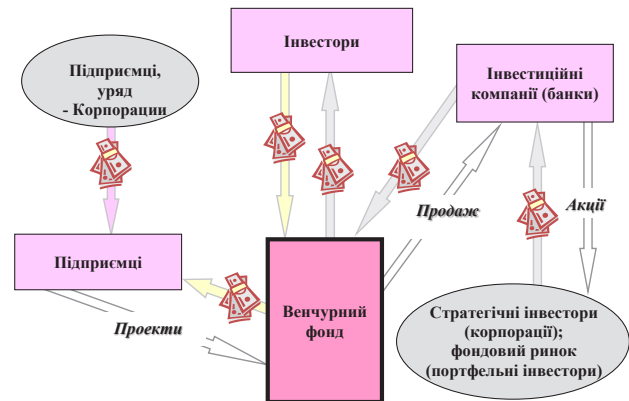 Підприємці,
уряд
- Корпорации
Інвестори
Інвестиційні
компанії (банки)
Продаж
Акції
Підприємці
Проекти
Венчурний
фонд
Стратегічні інвестори
(корпорації);
фондовий ринок
(портфельні інвестори)